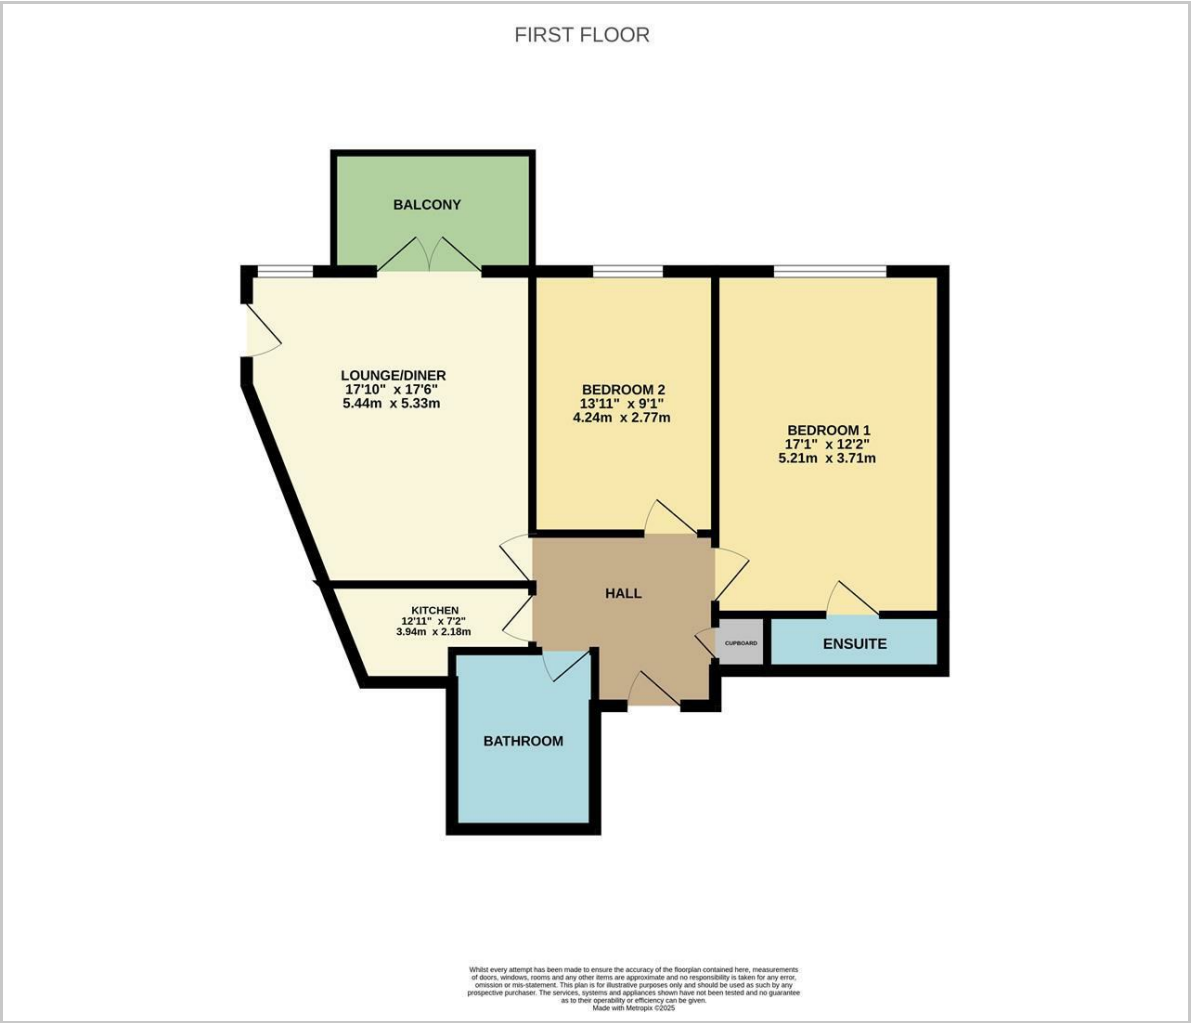 FIRST FLOOR
BALCONY
LOUNGE/DINER
17'10" x 17'6"
5.44m x 5.33m
BEDROOM 2
13'11" x 9'1"
4.24m x 2.77m
BEDROOM 1
17'1" x 12'2"
5.21m x 3.71m
HALL
KITCHEN
12'11" x 7'2"
3.94m x 2.18m
CUPBOARD
ENSUITE
BATHROOM
Whilst every attempt has been made to ensure the accuracy of the floorplan contained here, measurements
of doors, windows, rooms and any other items are approximate and no responsibility is taken for any error,
omission or mis-statement. This plan is for illustrative purposes only and should be used as such by any
prospective purchaser. The services, systems and appliances shown have not been tested and no guarantee
as to their operability or efficiency can be given.
Made with Metropix ©2025